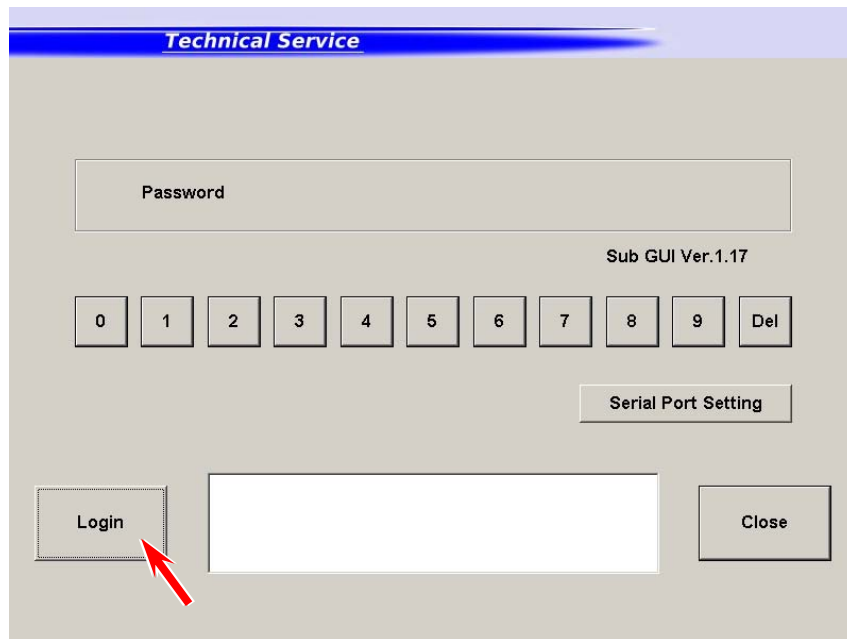 Technical Service
Password
Sub GUI Ver.1.17
0 1 2 3 4 5 6 7 8 9 Del
Serial Port Setting
Login
Close